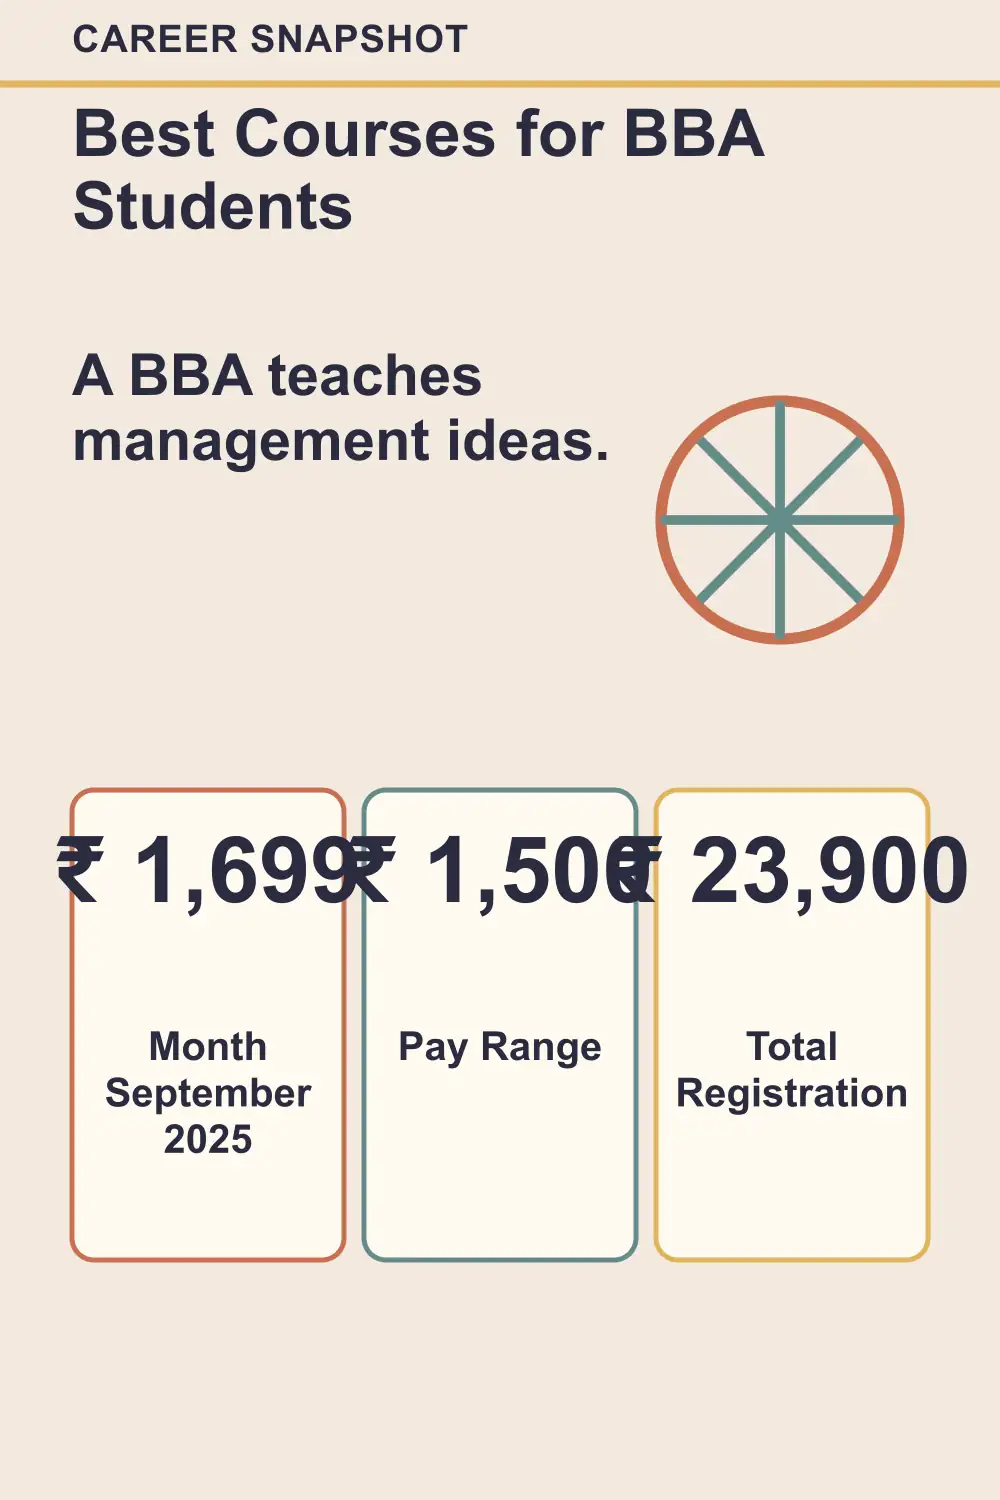 CAREER SNAPSHOT
Best Courses for BBA
Students
A BBA teaches
management ideas.
₹ 1,699
₹ 1,500
₹ 23,900
Month
September
2025
Pay Range
Total
Registration